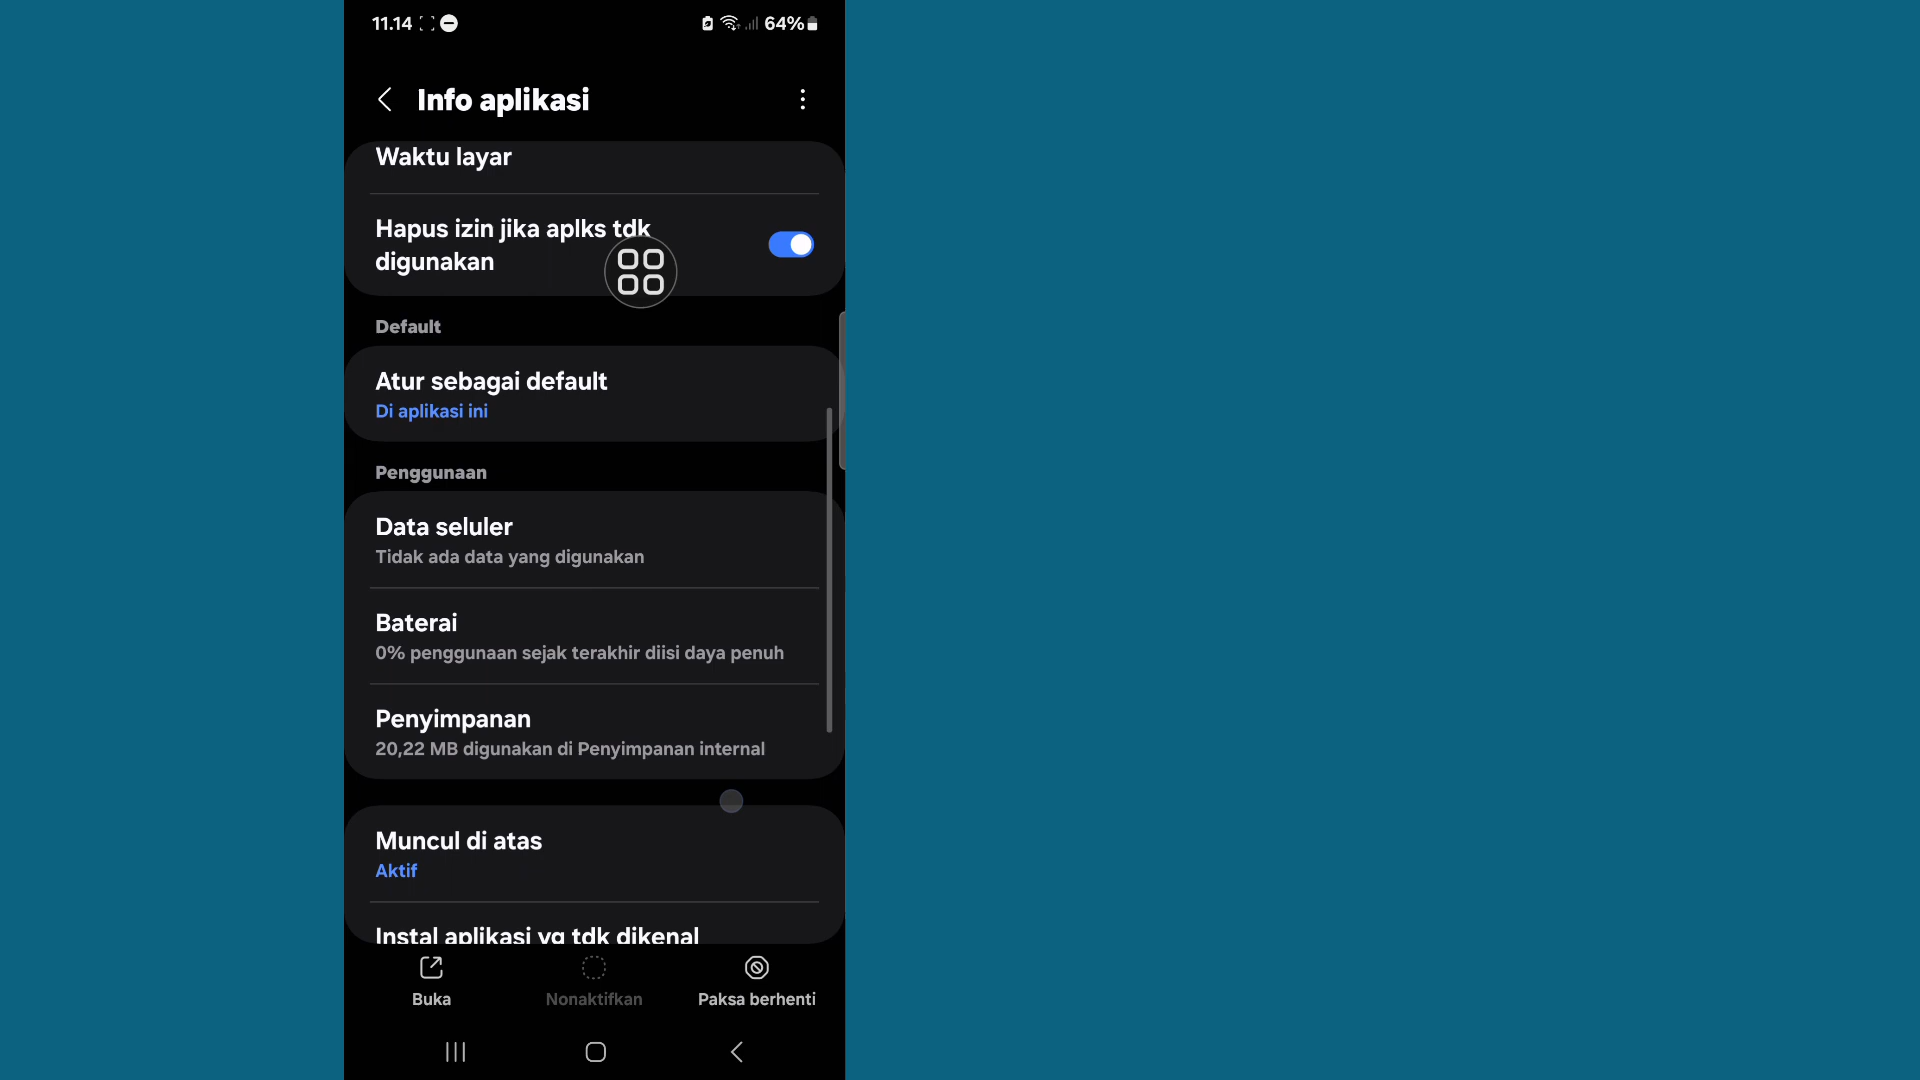 11.14
64%
Info aplikasi
Waktu layar
Hapus izin jika aplks tdk
digunakan
Default
Atur sebagai default
Di aplikasi ini
Penggunaan
Data seluler
Tidak ada data yang digunakan
Baterai
0% penggunaan sejak terakhir diisi daya penuh
Penyimpanan
20,22 MB digunakan di Penyimpanan internal
Muncul di atas
Aktif
Instal aplikasi yg tdk dikenal
Buka
Nonaktifkan
Paksa berhenti